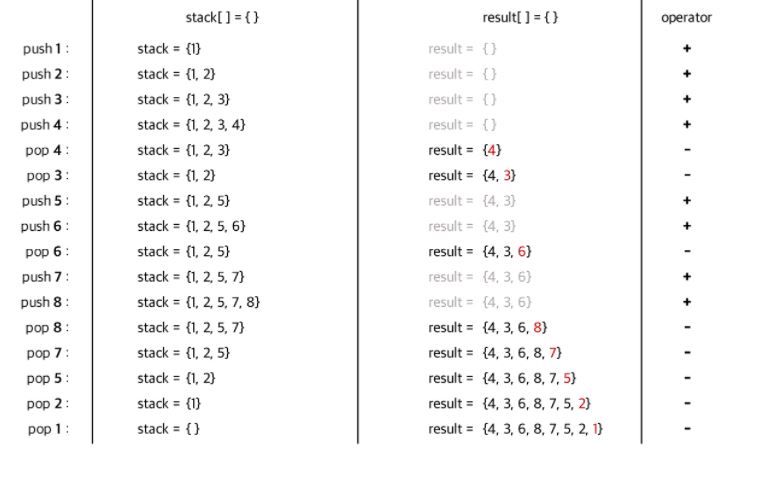 stack[ ] = { } result[ ] = { } operator
push 1 : stack = {1} result = { } +
push 2 : stack = {1, 2} result = { } +
push 3 : stack = {1, 2, 3} result = { } +
push 4 : stack = {1, 2, 3, 4} result = { } +
pop 4 : stack = {1, 2, 3} result = {4} -
pop 3 : stack = {1, 2} result = {4, 3} -
push 5 : stack = {1, 2, 5} result = {4, 3} +
push 6 : stack = {1, 2, 5, 6} result = {4, 3} +
pop 6 : stack = {1, 2, 5} result = {4, 3, 6} -
push 7 : stack = {1, 2, 5, 7} result = {4, 3, 6} +
push 8 : stack = {1, 2, 5, 7, 8} result = {4, 3, 6} +
pop 8 : stack = {1, 2, 5, 7} result = {4, 3, 6, 8} -
pop 7 : stack = {1, 2, 5} result = {4, 3, 6, 8, 7} -
pop 5 : stack = {1, 2} result = {4, 3, 6, 8, 7, 5} -
pop 2 : stack = {1} result = {4, 3, 6, 8, 7, 5, 2} -
pop 1 : stack = { } result = {4, 3, 6, 8, 7, 5, 2, 1} -